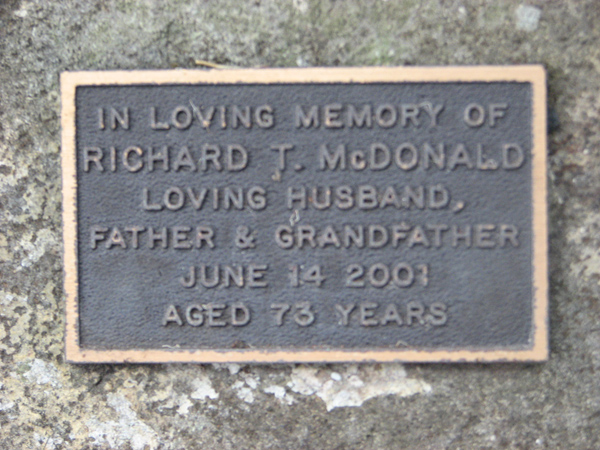 IN LOVING MEMORY OF
RICHARD T. McDONALD
LOVING HUSBAND,
FATHER & GRANDFATHER
JUNE 14 2001
AGED 73 YEARS